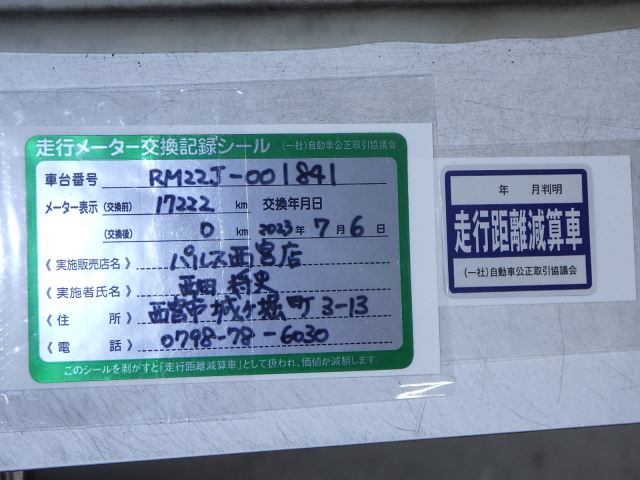 走行メーター交換記録シール (一社)自動車公正取引協議会
車台番号 RM22J-001841
メーター表示 (交換前) 17222 km 交換年月日
(交換後) 0 km 2023年 7月 6日
《実施販売店名》 パルス西宮店
《実施者氏名》 西田 将史
《住 所》 西宮市城ヶ堀町3-13
《電 話》 0798-78-6030
このシールを剥がすと「走行距離減算車」として扱われ、価値が減額します
年 月判明
走行距離減算車
(一社)自動車公正取引協議会